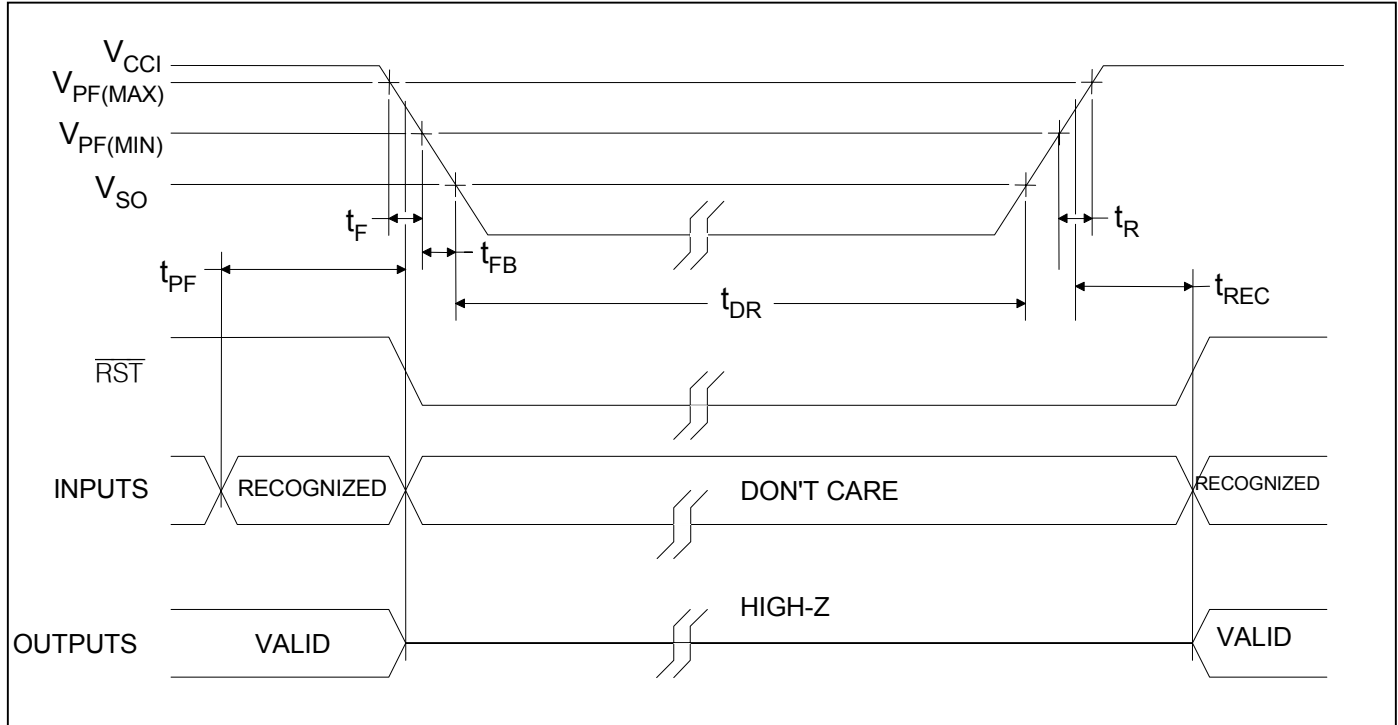 VCCI
VPF(MAX)
VPF(MIN)
VSO
tF
tFB
tR
tPF
tDR
tREC
RST
INPUTS
RECOGNIZED
DON'T CARE
RECOGNIZED
HIGH-Z
OUTPUTS
VALID
VALID